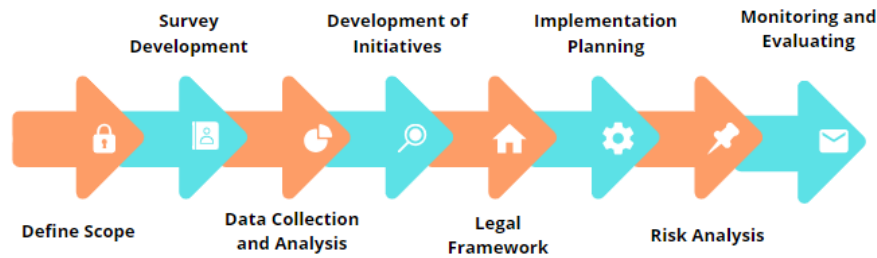 Survey
Development
Development of
Initiatives
Implementation
Planning
Monitoring and
Evaluating
Define Scope
Data Collection
and Analysis
Legal
Framework
Risk Analysis